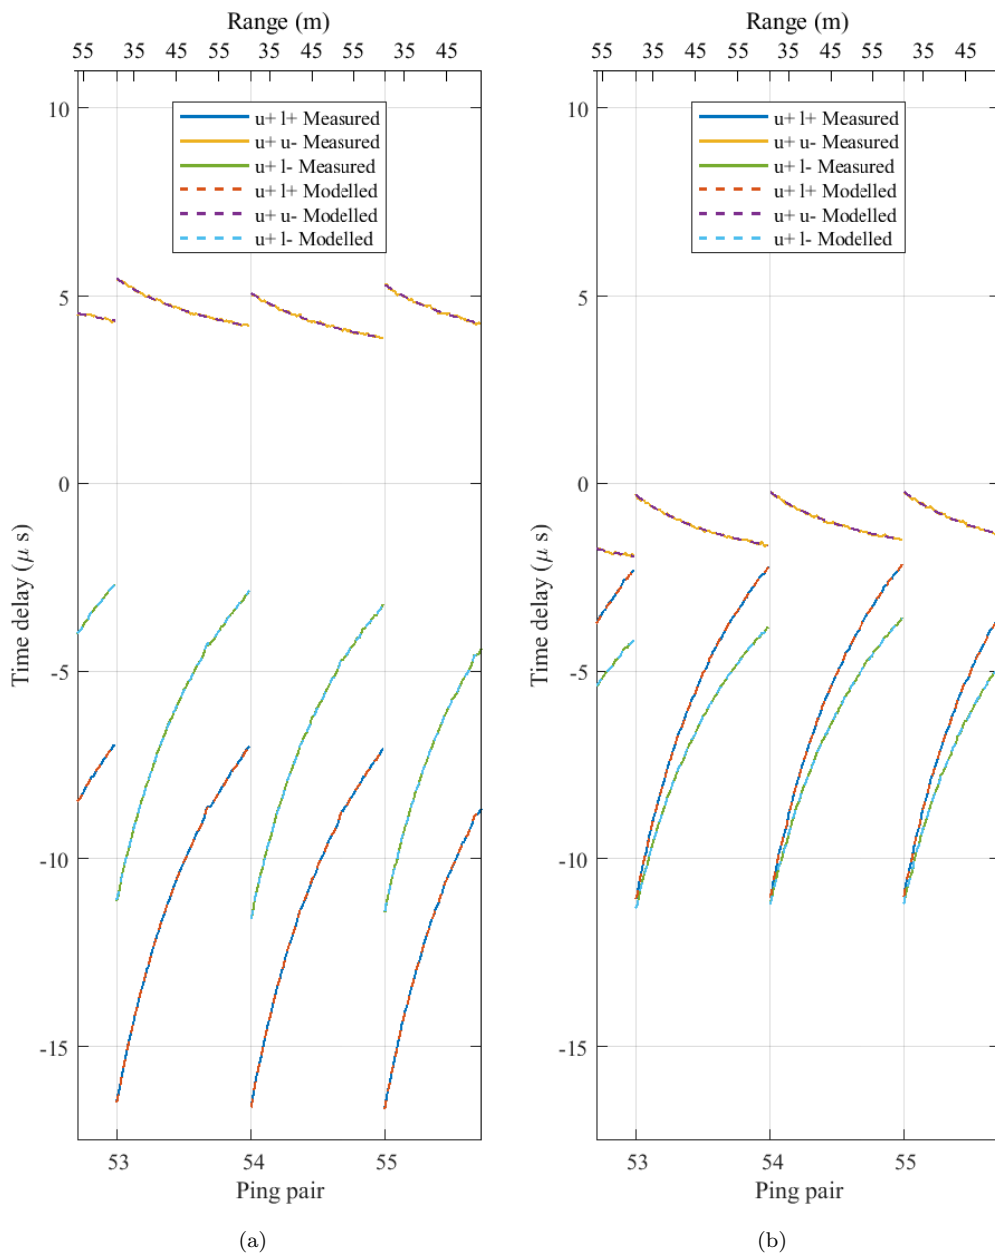 Range (m)
55 35 45 55 35 45 55 35 45
10
5
0
-5
-10
-15
Time delay (μ s)
u+ l+ Measured
u+ u- Measured
u+ l- Measured
u+ l+ Modelled
u+ u- Modelled
u+ l- Modelled
53 54 55
Ping pair
(a)
Range (m)
55 35 45 55 35 45 55 35 45
10
5
0
-5
-10
-15
Time delay (μ s)
u+ l+ Measured
u+ u- Measured
u+ l- Measured
u+ l+ Modelled
u+ u- Modelled
u+ l- Modelled
53 54 55
Ping pair
(b)